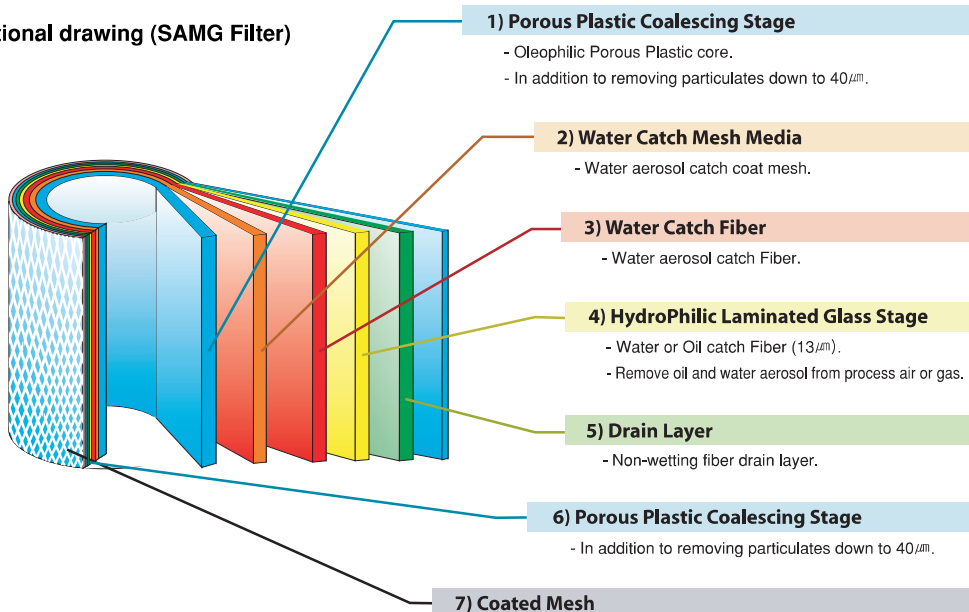 tional drawing (SAMG Filter)
1) Porous Plastic Coalescing Stage
- Oleophilic Porous Plastic core.
- In addition to removing particulates down to 40㎛.
2) Water Catch Mesh Media
- Water aerosol catch coat mesh.
3) Water Catch Fiber
- Water aerosol catch Fiber.
4) HydroPhilic Laminated Glass Stage
- Water or Oil catch Fiber (13㎛).
- Remove oil and water aerosol from process air or gas.
5) Drain Layer
- Non-wetting fiber drain layer.
6) Porous Plastic Coalescing Stage
- In addition to removing particulates down to 40㎛.
7) Coated Mesh